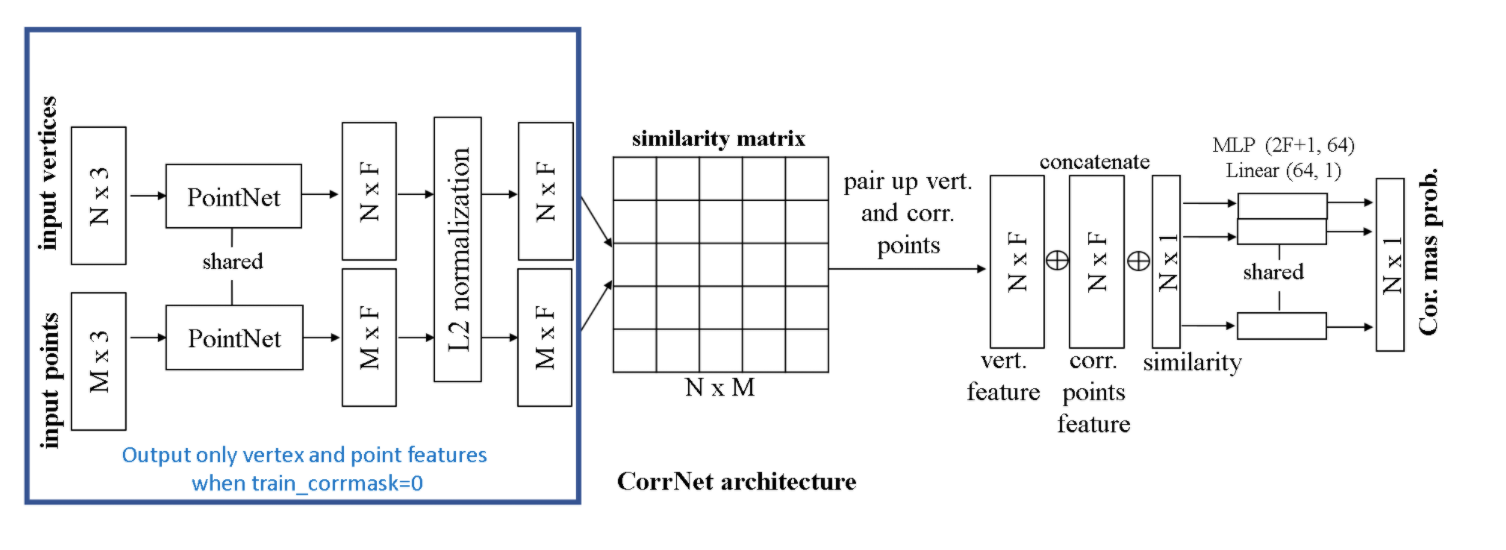 input vertices
N x 3
PointNet
N x F
L2 normalization
N x F
shared
input points
M x 3
PointNet
M x F
M x F
Output only vertex and point features
when train_corrmask=0
similarity matrix
N x M
CorrNet architecture
pair up vert.
and corr.
points
concatenate
N x F
⊕
N x F
⊕
N x 1
vert.
feature
corr.
points
feature
similarity
MLP (2F+1, 64)
Linear (64, 1)
shared
N x 1
Cor. mas prob.